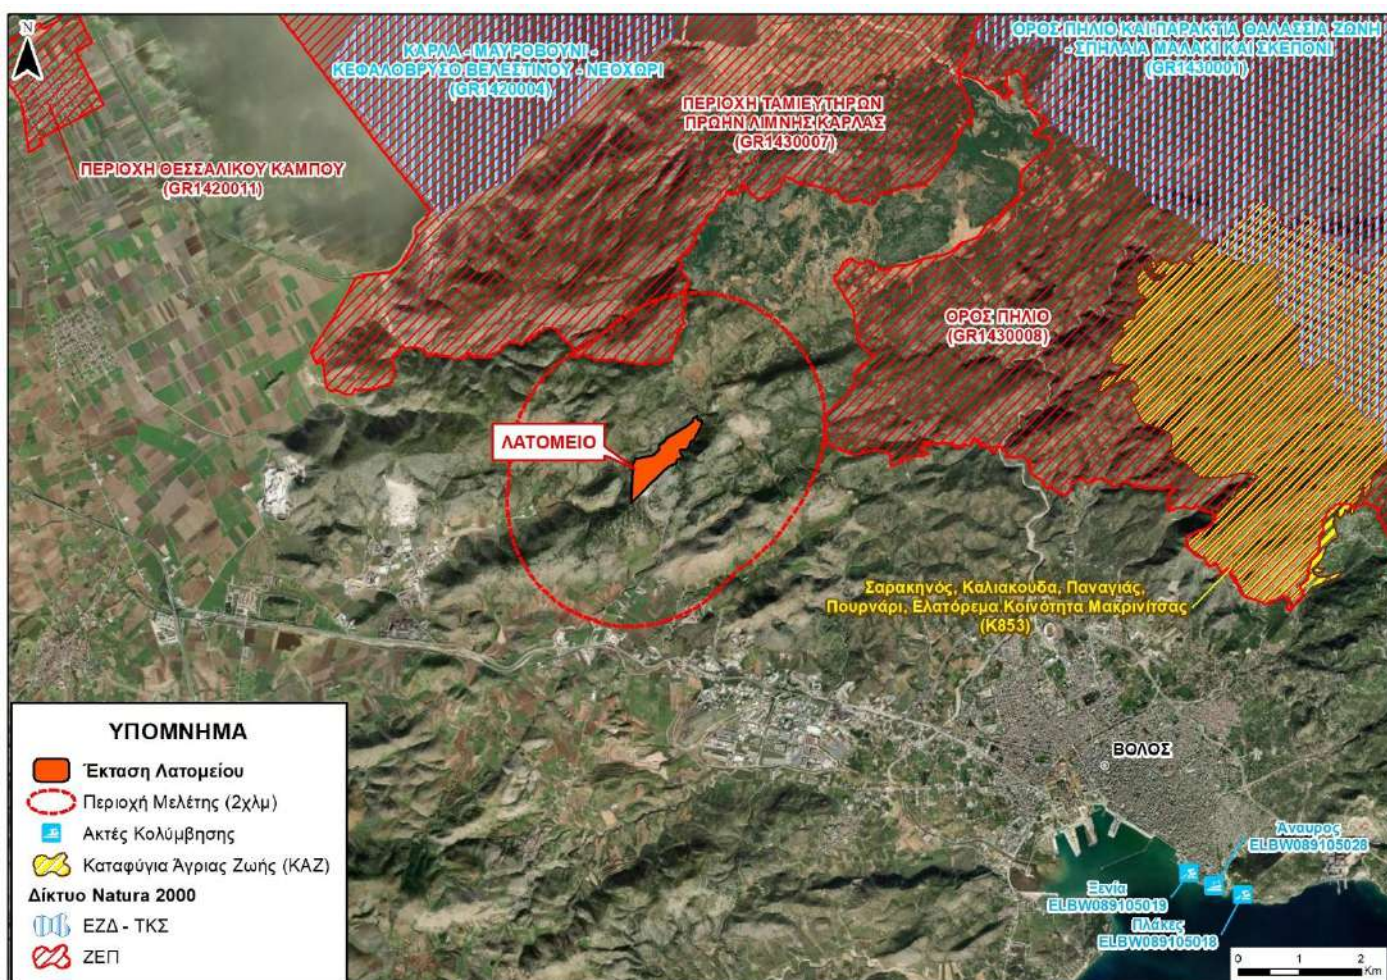 N
ΚΑΡΛΑ - ΜΑΥΡΟΒΟΥΝΙ -
ΚΕΦΑΛΟΒΡΥΣΟ ΒΕΛΕΣΤΙΝΟΥ - ΝΕΟΧΩΡΙ
(GR1420004)
ΟΡΟΣ ΠΗΛΙΟ ΚΑΙ ΠΑΡΑΚΤΙΑ ΘΑΛΑΣΣΙΑ ΖΩΝΗ
- ΣΠΗΛΑΙΑ ΜΑΛΑΚΙ ΚΑΙ ΣΚΕΠΟΝΙ
(GR1430001)
ΠΕΡΙΟΧΗ ΤΑΜΙΕΥΤΗΡΩΝ
ΠΡΩΗΝ ΛΙΜΝΗΣ ΚΑΡΛΑΣ
(GR1430007)
ΠΕΡΙΟΧΗ ΘΕΣΣΑΛΙΚΟΥ ΚΑΜΠΟΥ
(GR1420011)
ΟΡΟΣ ΠΗΛΙΟ
(GR1430008)
ΛΑΤΟΜΕΙΟ
Σαρακηνός, Καλιακούδα, Παναγιάς,
Πουρνάρι, Ελατόρεμα Κοινότητα Μακρινίτσας
(Κ853)
ΒΟΛΟΣ
Άναυρος
ELBW089105028
Ξενία
ELBW089105019
Πλάκες
ELBW089105018
ΥΠΟΜΝΗΜΑ
Έκταση Λατομείου
Περιοχή Μελέτης (2χλμ)
Ακτές Κολύμβησης
Καταφύγια Άγριας Ζωής (ΚΑΖ)
Δίκτυο Natura 2000
ΕΖΔ - ΤΚΣ
ΖΕΠ
0 1 2
Km